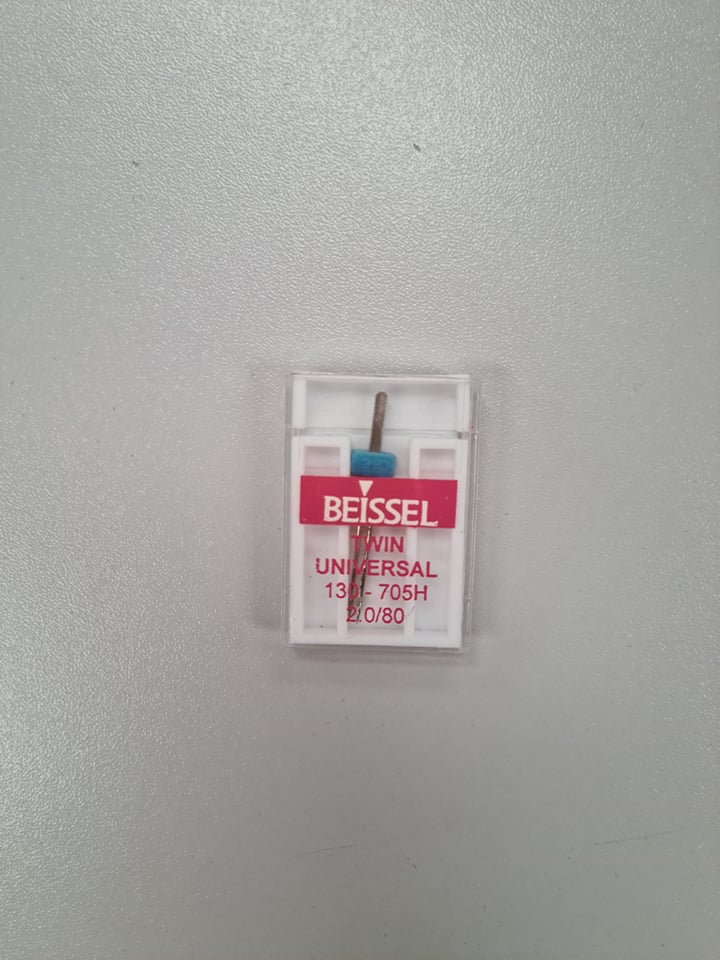 BEISSEL
TWIN
UNIVERSAL
130 - 705H
2.0/80